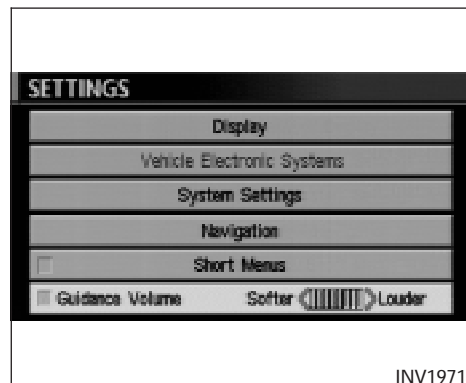 SETTINGS
Display
Vehicle Electronic Systems
System Settings
Navigation
Short Menus
Guidance Volume Softer Louder
INV1971